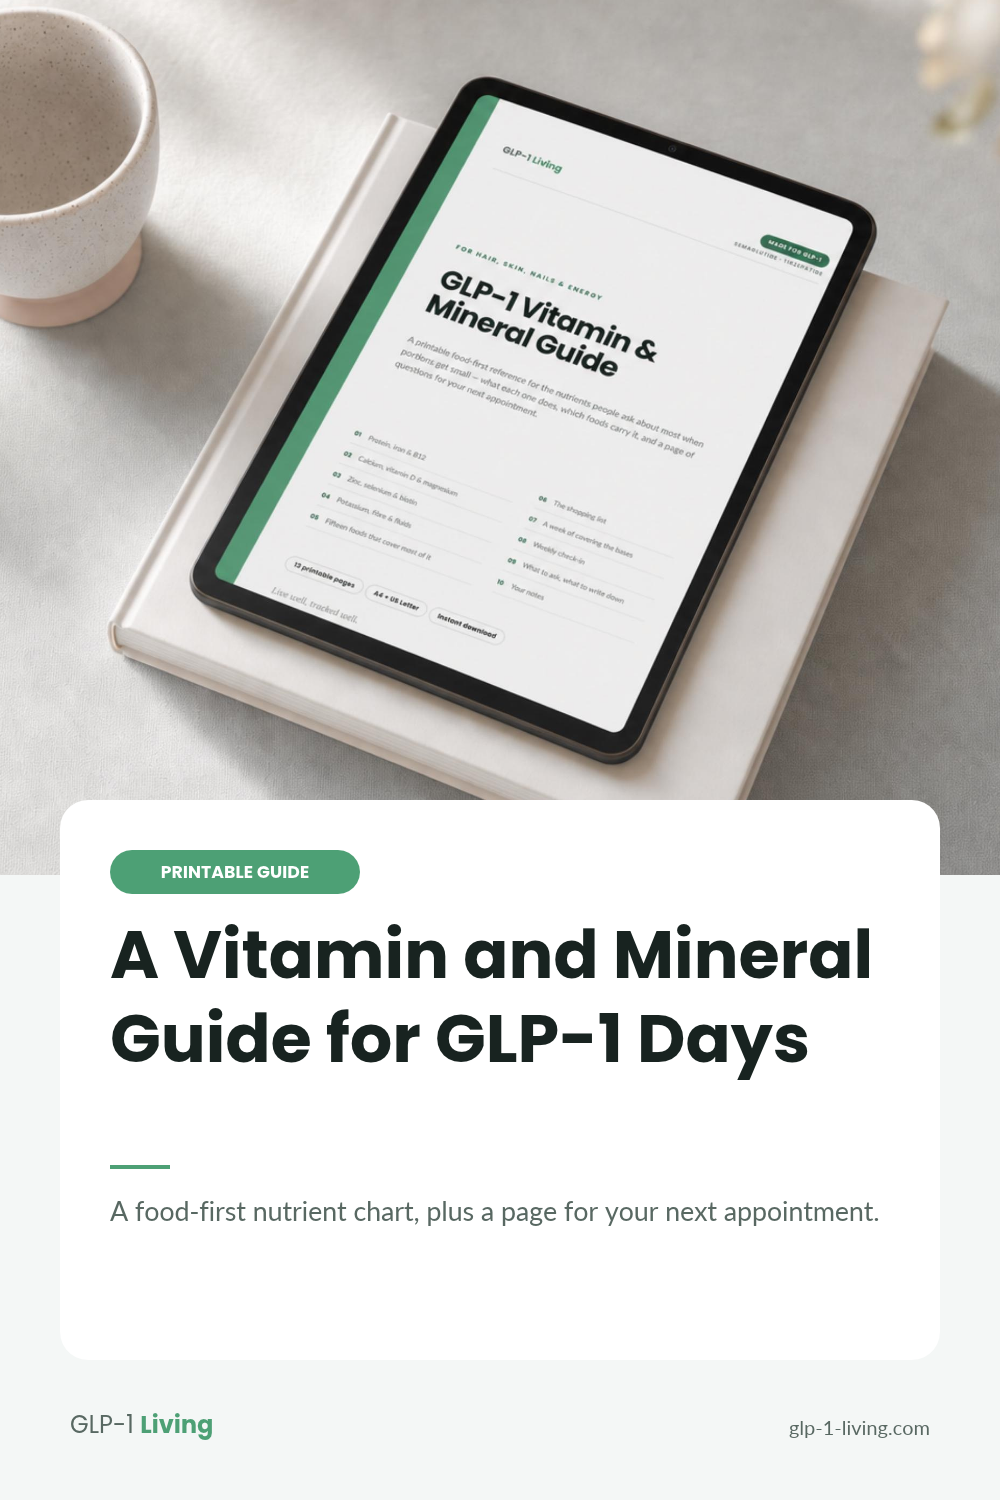 GLP-1 Living
MADE FOR GLP-1
SEMAGLUTIDE · TIRZEPATIDE
FOR HAIR, SKIN, NAILS & ENERGY
GLP-1 Vitamin &
Mineral Guide
A printable food-first reference for the nutrients people ask about most when
portions get small — what each one does, which foods carry it, and a page of
questions for your next appointment.
01 Protein, iron & B12
02 Calcium, vitamin D & magnesium
03 Zinc, selenium & biotin
04 Potassium, fibre & fluids
05 Fifteen foods that cover most of it
06 The shopping list
07 A week of covering the bases
08 Weekly check-in
09 What to ask, what to write down
10 Your notes
13 printable pages
A4 + US Letter
Instant download
Live well, tracked well.
PRINTABLE GUIDE
A Vitamin and Mineral
Guide for GLP-1 Days
A food-first nutrient chart, plus a page for your next appointment.
GLP-1 Living
glp-1-living.com